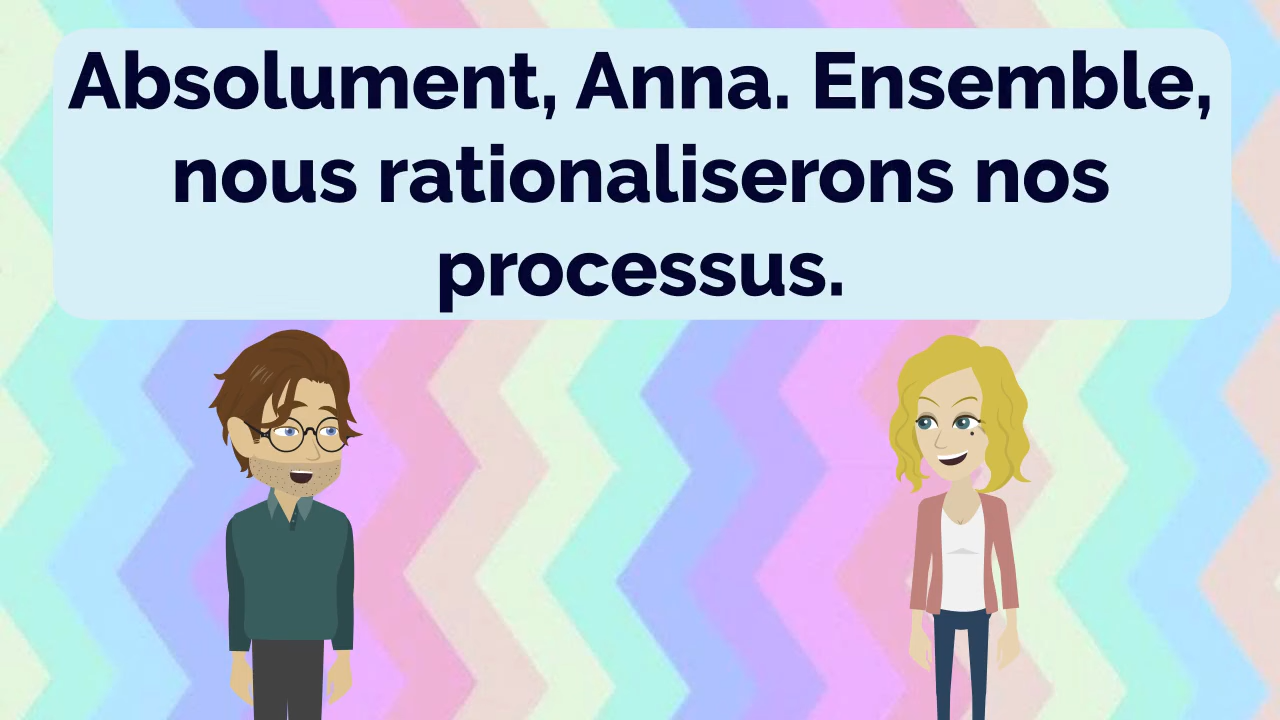 Absolument, Anna. Ensemble,
nous rationaliserons nos
processus.